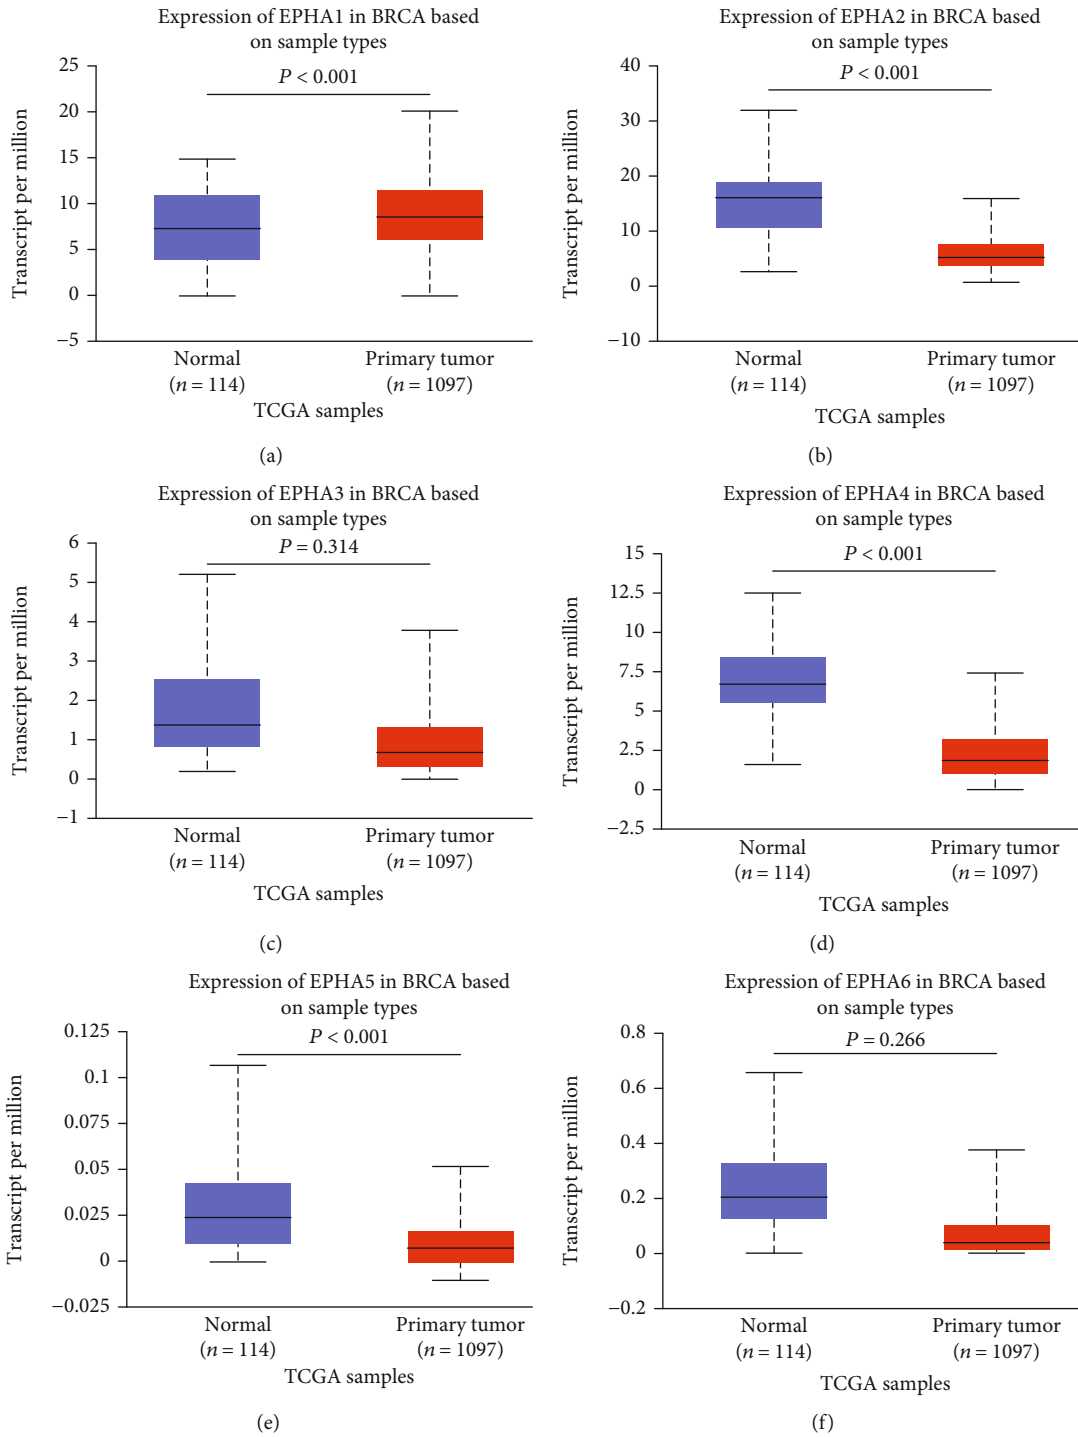 Expression of EPHA1 in BRCA based
on sample types
25
20
15
10
5
0
−5
Transcript per million
P < 0.001
Normal
(n = 114)
Primary tumor
(n = 1097)
TCGA samples
(a)
Expression of EPHA2 in BRCA based
on sample types
40
30
20
10
0
−10
Transcript per million
P < 0.001
Normal
(n = 114)
Primary tumor
(n = 1097)
TCGA samples
(b)
Expression of EPHA3 in BRCA based
on sample types
6
5
4
3
2
1
0
−1
Transcript per million
P = 0.314
Normal
(n = 114)
Primary tumor
(n = 1097)
TCGA samples
(c)
Expression of EPHA4 in BRCA based
on sample types
15
12.5
10
7.5
5
2.5
0
−2.5
Transcript per million
P < 0.001
Normal
(n = 114)
Primary tumor
(n = 1097)
TCGA samples
(d)
Expression of EPHA5 in BRCA based
on sample types
0.125
0.1
0.075
0.05
0.025
0
−0.025
Transcript per million
P < 0.001
Normal
(n = 114)
Primary tumor
(n = 1097)
TCGA samples
(e)
Expression of EPHA6 in BRCA based
on sample types
0.8
0.6
0.4
0.2
0
−0.2
Transcript per million
P = 0.266
Normal
(n = 114)
Primary tumor
(n = 1097)
TCGA samples
(f)